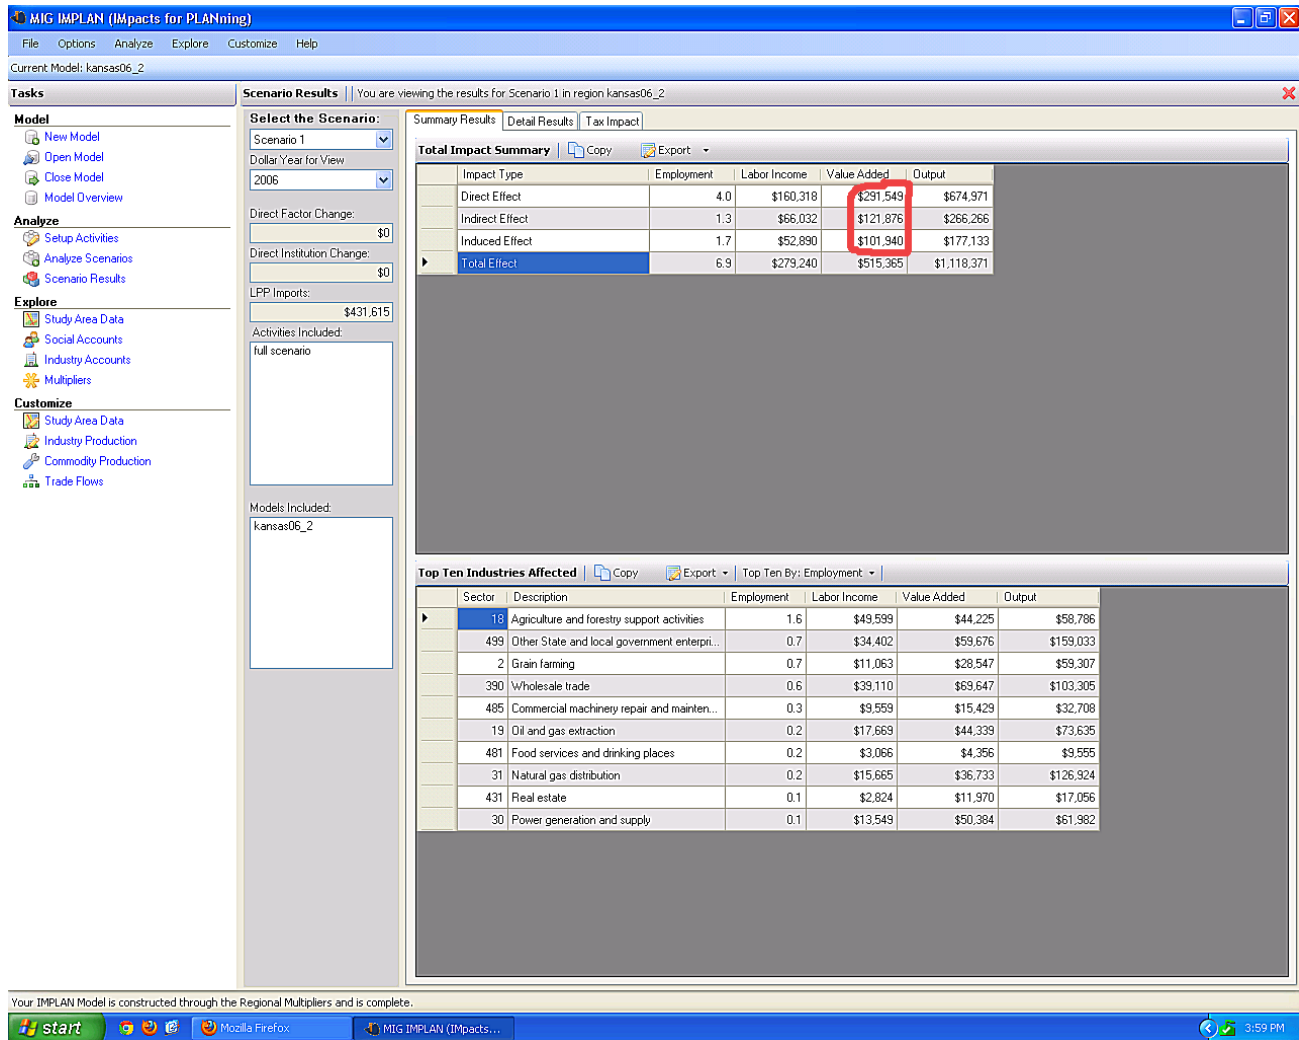 MIG IMPLAN (IMpacts for PLANning)
File Options Analyze Explore Customize Help
Current Model: kansas06_2
Tasks
Model
New Model
Open Model
Close Model
Model Overview
Analyze
Setup Activities
Analyze Scenarios
Scenario Results
Explore
Study Area Data
Social Accounts
Industry Accounts
Multipliers
Customize
Study Area Data
Industry Production
Commodity Production
Trade Flows
Scenario Results You are viewing the results for Scenario 1 in region kansas06_2
Select the Scenario:
Scenario 1
Dollar Year for View
2006
Direct Factor Change:
$0
Direct Institution Change:
$0
LPP Imports:
$431,615
Activities Included:
full scenario
Models Included:
kansas06_2
Summary Results Detail Results Tax Impact
Total Impact Summary Copy Export
Impact Type Employment Labor Income Value Added Output
Direct Effect 4.0 $160,318 $291,549 $674,971
Indirect Effect 1.3 $66,032 $121,876 $266,266
Induced Effect 1.7 $52,890 $101,940 $177,133
Total Effect 6.9 $279,240 $515,365 $1,118,371
Top Ten Industries Affected Copy Export Top Ten By: Employment
Sector Description Employment Labor Income Value Added Output
18 Agriculture and forestry support activities 1.6 $49,599 $44,225 $58,786
499 Other State and local government enterpri... 0.7 $34,402 $59,676 $159,033
2 Grain farming 0.7 $11,063 $28,547 $59,307
390 Wholesale trade 0.6 $39,110 $69,647 $103,305
485 Commercial machinery repair and mainten... 0.3 $9,559 $15,429 $32,708
19 Oil and gas extraction 0.2 $17,669 $44,339 $73,635
481 Food services and drinking places 0.2 $3,066 $4,356 $9,555
31 Natural gas distribution 0.2 $15,665 $36,733 $126,924
431 Real estate 0.1 $2,824 $11,970 $17,056
30 Power generation and supply 0.1 $13,549 $50,384 $61,982
Your IMPLAN Model is constructed through the Regional Multipliers and is complete.
start Mozilla Firefox MIG IMPLAN (IMpacts... 3:59 PM